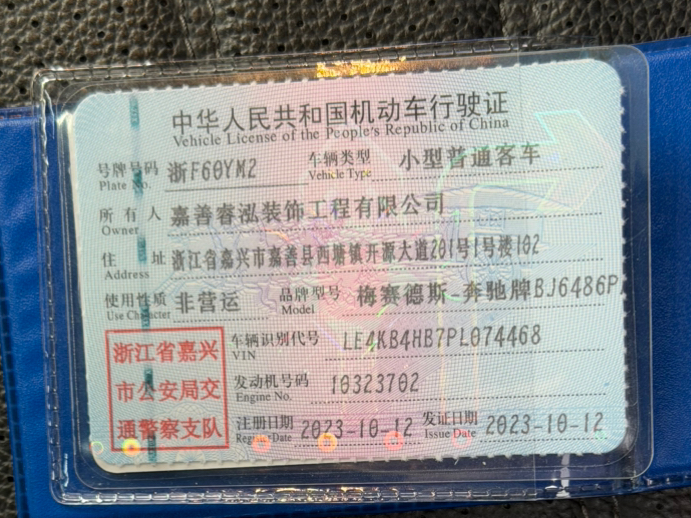 中华人民共和国机动车行驶证
Vehicle License of the People's Republic of China
号牌号码 浙F60YM2 车辆类型 小型普通客车
Plate No. Vehicle Type
所有人 嘉善睿泓装饰工程有限公司
Owner
住址 浙江省嘉兴市嘉善县西塘镇开源大道201号1号楼102
Address
使用性质 非营运 品牌型号 梅赛德斯-奔驰牌BJ6486P
Use Character Model
浙江省嘉兴
市公安局交
通警察支队
车辆识别代号 LE4KB4HB7PL074468
VIN
发动机号码 10323702
Engine No.
注册日期 2023-10-12 发证日期 2023-10-12
Register Date Issue Date